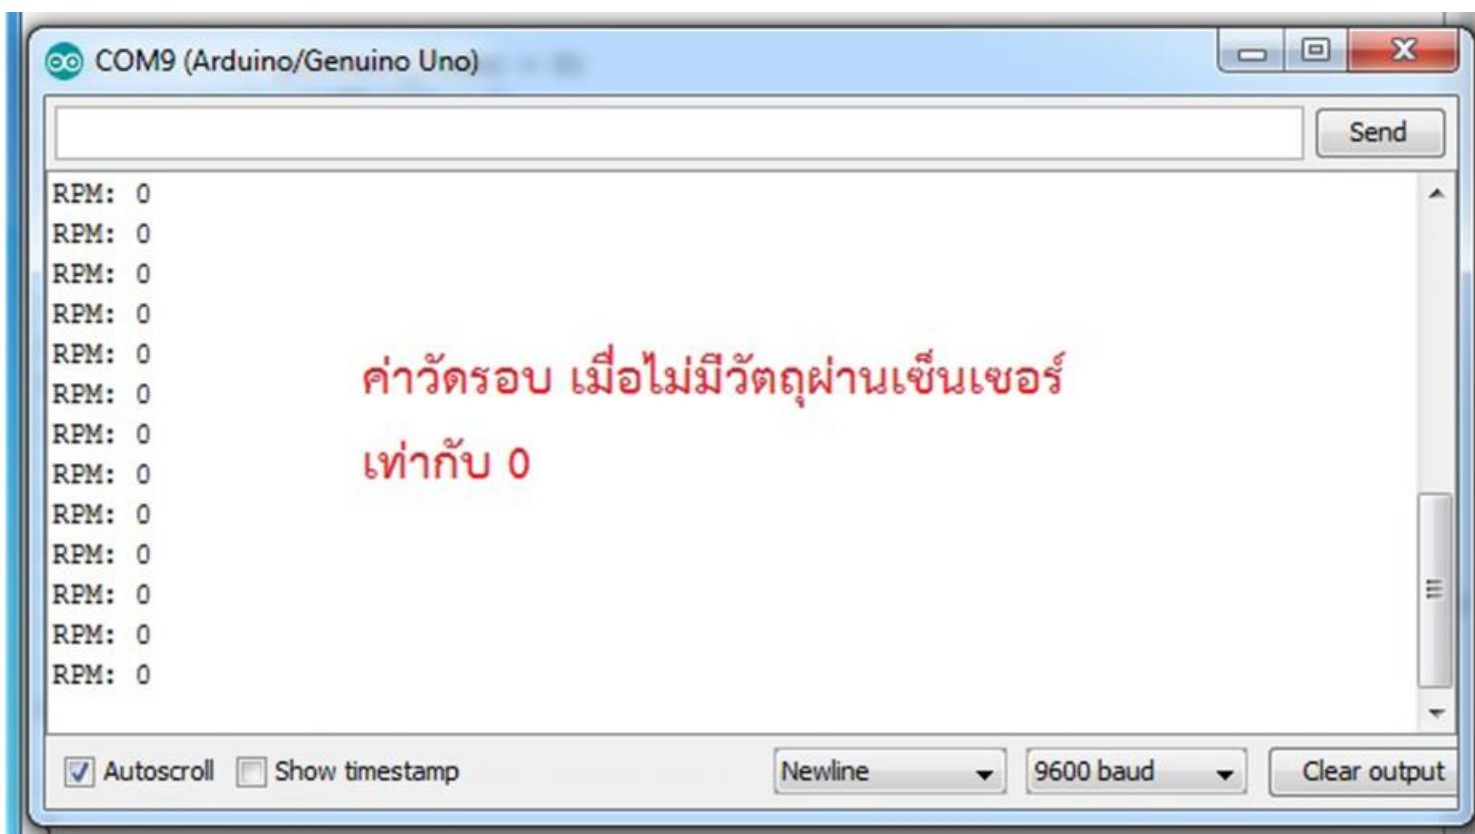 COM9 (Arduino/Genuino Uno)
Send
RPM: 0
RPM: 0
RPM: 0
RPM: 0
RPM: 0
RPM: 0
RPM: 0
RPM: 0
RPM: 0
RPM: 0
RPM: 0
RPM: 0
RPM: 0
ค่าวัดรอบ เมื่อไม่มีวัตถุผ่านเซ็นเซอร์
เท่ากับ 0
Autoscroll Show timestamp Newline 9600 baud Clear output